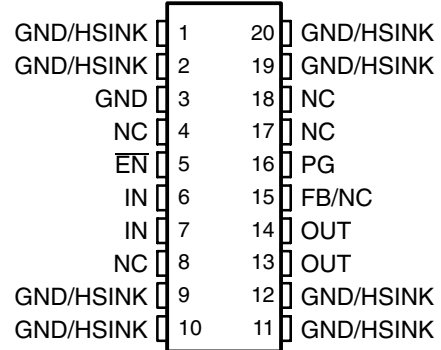 GND/HSINK 1 20 GND/HSINK
GND/HSINK 2 19 GND/HSINK
GND 3 18 NC
NC 4 17 NC
E̅N̅ 5 16 PG
IN 6 15 FB/NC
IN 7 14 OUT
NC 8 13 OUT
GND/HSINK 9 12 GND/HSINK
GND/HSINK 10 11 GND/HSINK